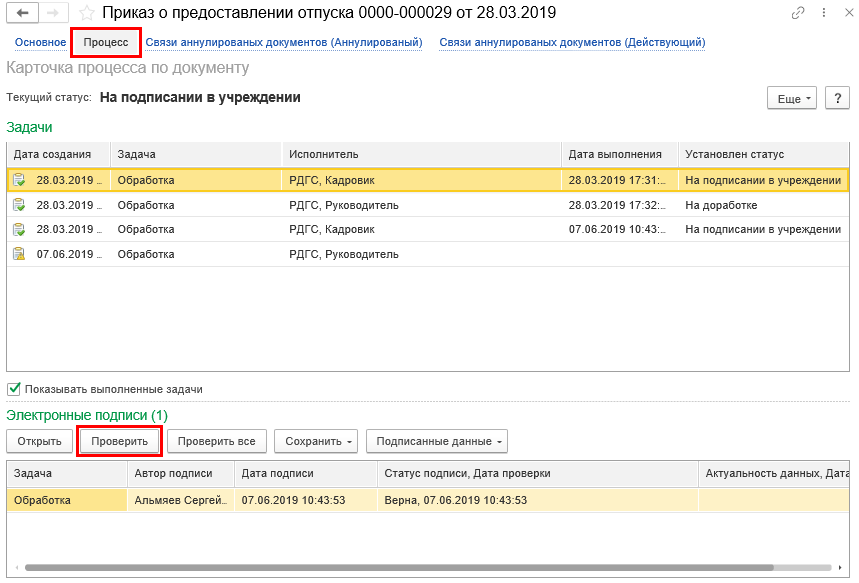 Приказ о предоставлении отпуска 0000-000029 от 28.03.2019
Основное Процесс Связи аннулированых документов (Аннулированый) Связи аннулированых документов (Действующий)
Карточка процесса по документу
Текущий статус: На подписании в учреждении Еще ?
Задачи
Дата создания Задача Исполнитель Дата выполнения Установлен статус
28.03.2019 ... Обработка РДГС, Кадровик 28.03.2019 17:31:... На подписании в учреждении
28.03.2019 ... Обработка РДГС, Руководитель 28.03.2019 17:32:... На доработке
28.03.2019 ... Обработка РДГС, Кадровик 07.06.2019 10:43:... На подписании в учреждении
07.06.2019 ... Обработка РДГС, Руководитель
Показывать выполненные задачи
Электронные подписи (1)
Открыть Проверить Проверить все Сохранить Подписанные данные
Задача Автор подписи Дата подписи Статус подписи, Дата проверки Актуальность данных, Дата
Обработка Альмяев Сергей... 07.06.2019 10:43:53 Верна, 07.06.2019 10:43:53